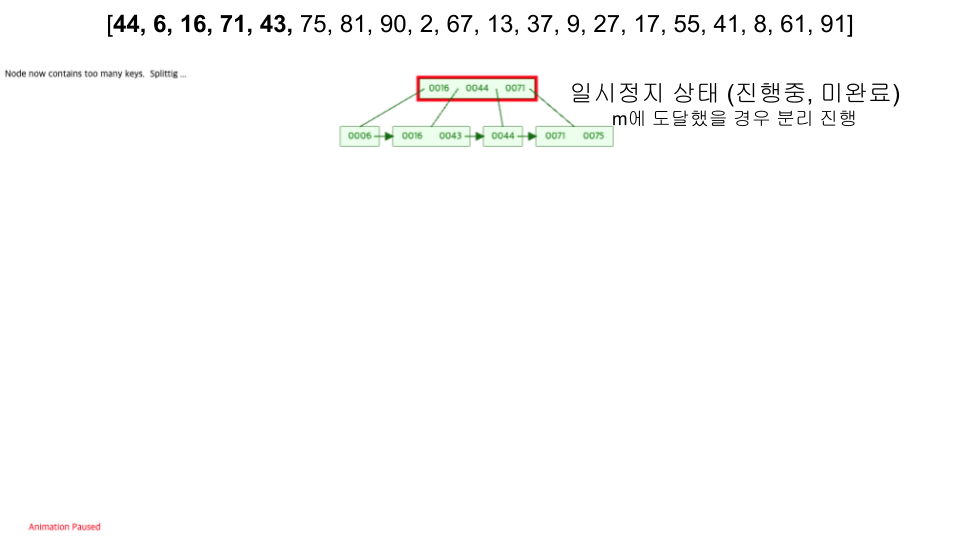 [44, 6, 16, 71, 43, 75, 81, 90, 2, 67, 13, 37, 9, 27, 17, 55, 41, 8, 61, 91]
Node now contains too many keys. Splittig ...
0016 0044 0071
일시정지 상태 (진행중, 미완료)
m에 도달했을 경우 분리 진행
0006 0016 0043 0044 0071 0075
Animation Paused